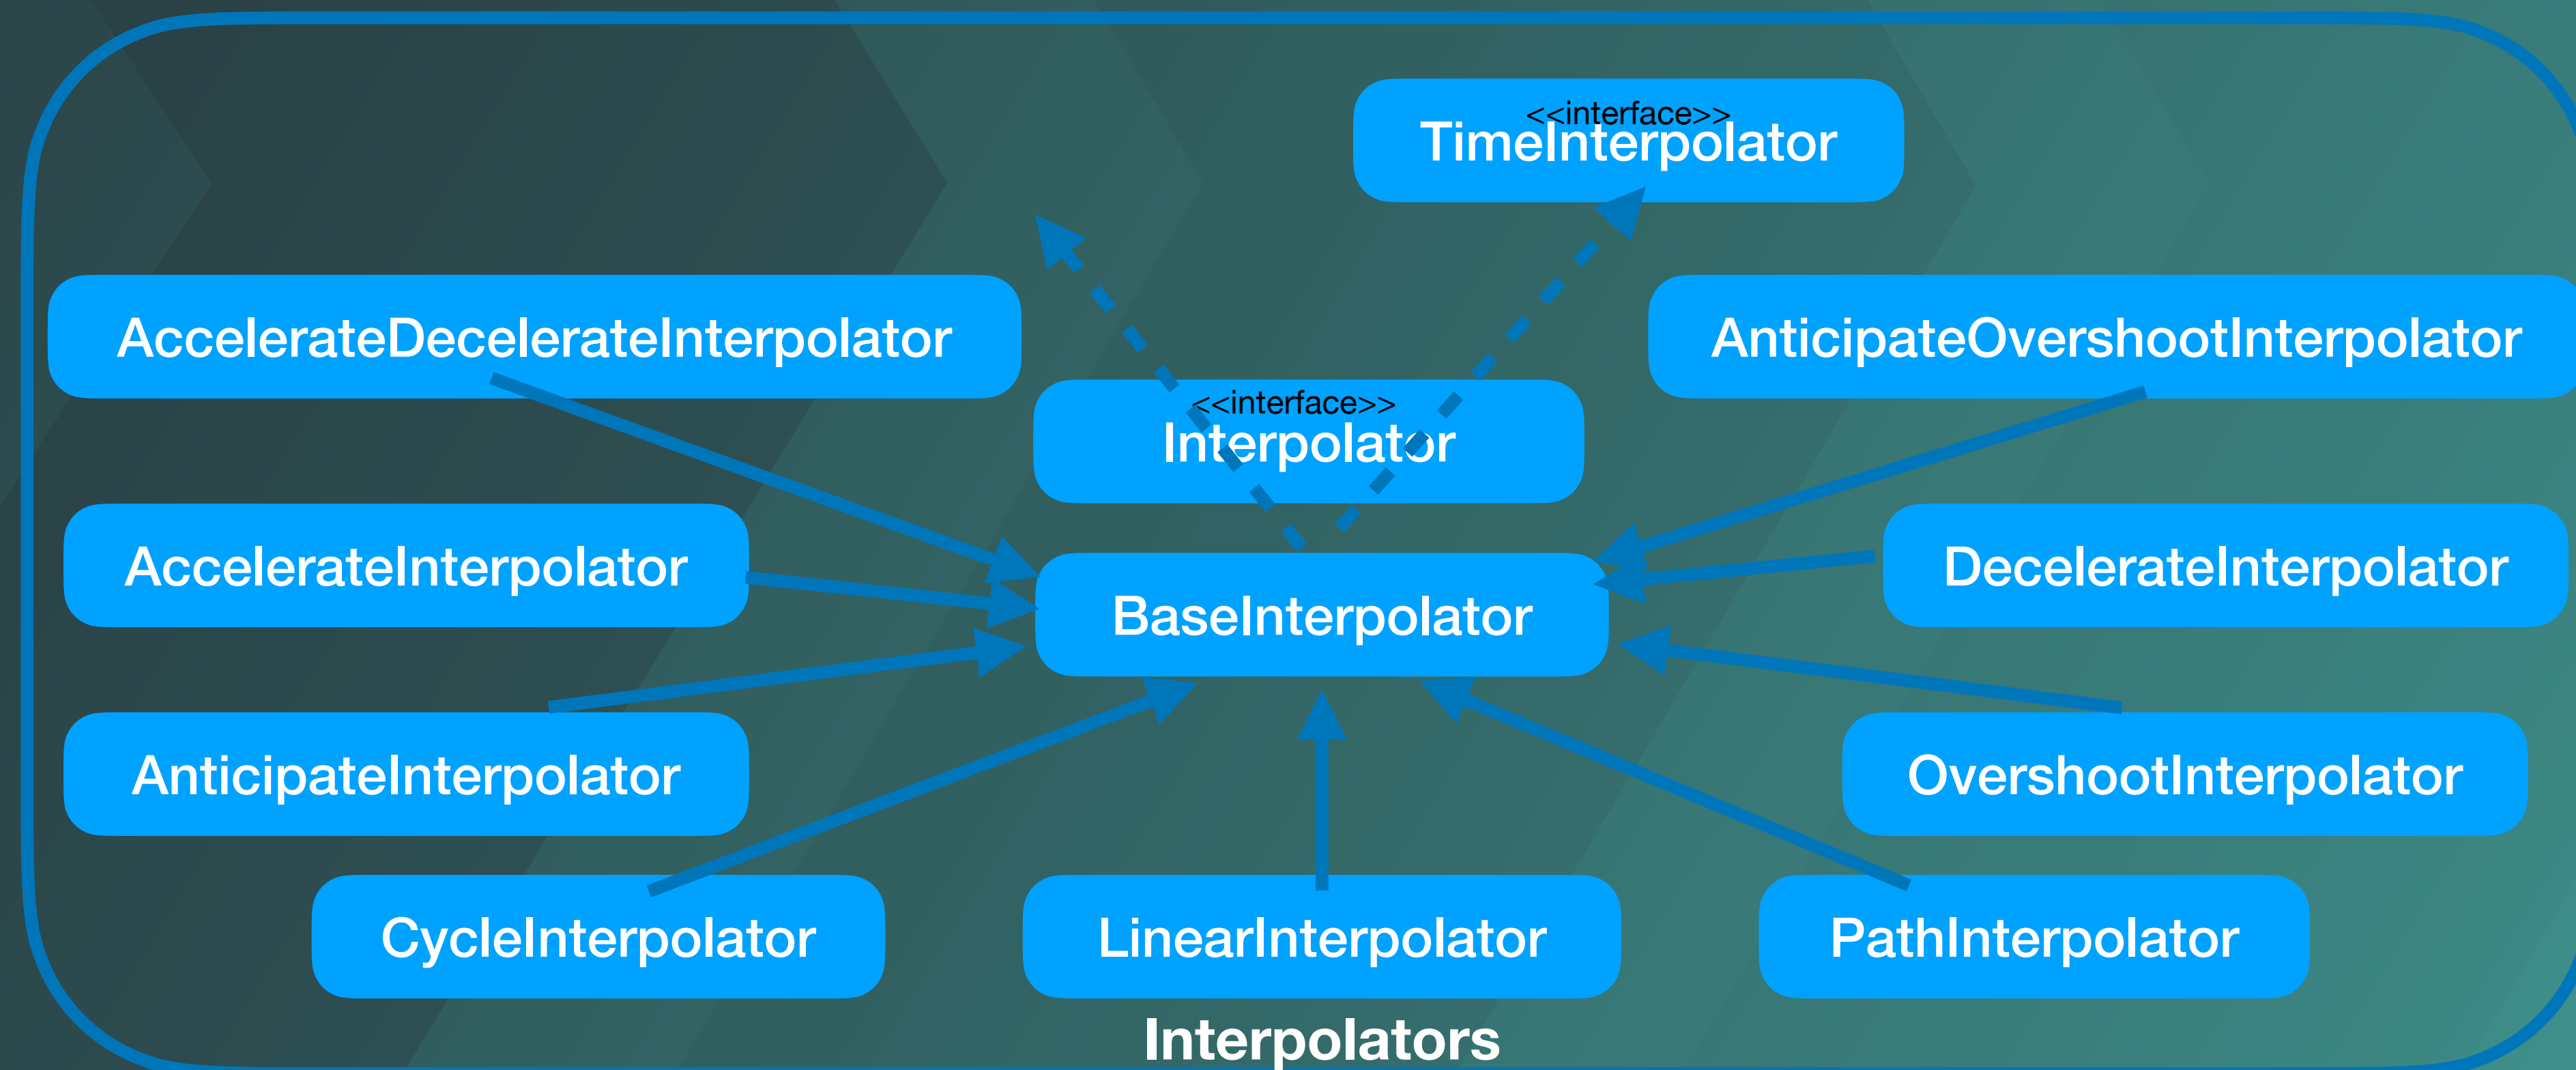 <<interface>>
TimeInterpolator
AccelerateDecelerateInterpolator
AnticipateOvershootInterpolator
<<interface>>
Interpolator
AccelerateInterpolator
DecelerateInterpolator
BaseInterpolator
AnticipateInterpolator
OvershootInterpolator
CycleInterpolator
LinearInterpolator
PathInterpolator
Interpolators